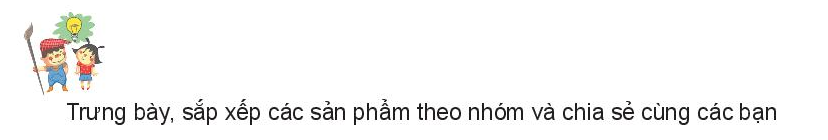 Trưng bày, sắp xếp các sản phẩm theo nhóm và chia sẻ cùng các bạn